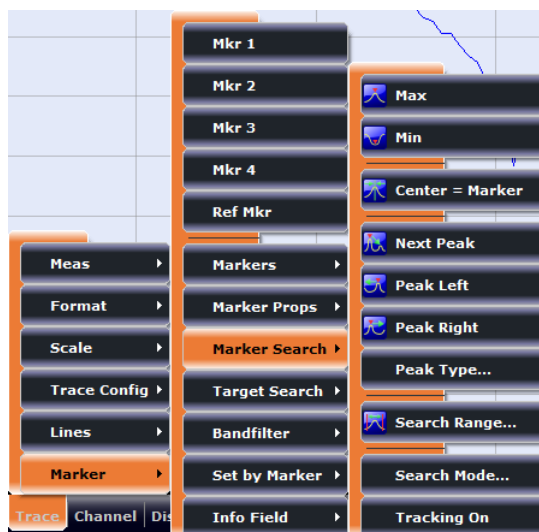 Mkr 1
Mkr 2
Mkr 3
Mkr 4
Ref Mkr
Markers
Marker Props
Marker Search
Target Search
Bandfilter
Set by Marker
Info Field
Max
Min
Center = Marker
Next Peak
Peak Left
Peak Right
Peak Type...
Search Range...
Search Mode...
Tracking On
Meas
Format
Scale
Trace Config
Lines
Marker
Trace
Channel